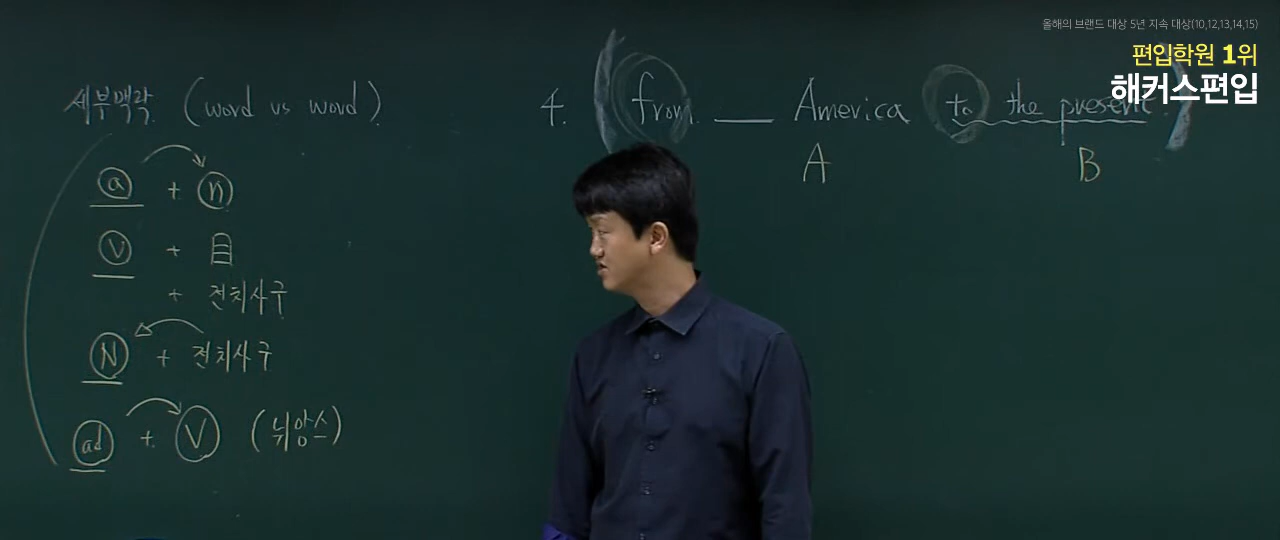 올해의 브랜드 대상 5년 지속 대상(10,12,13,14,15)
편입학원 1위
해커스편입
세부맥락 (word vs word)
a + n
V + 目
+ 전치사구
N + 전치사구
ad + V (뉘앙스)
4. (from ___ America to the present.)
A B